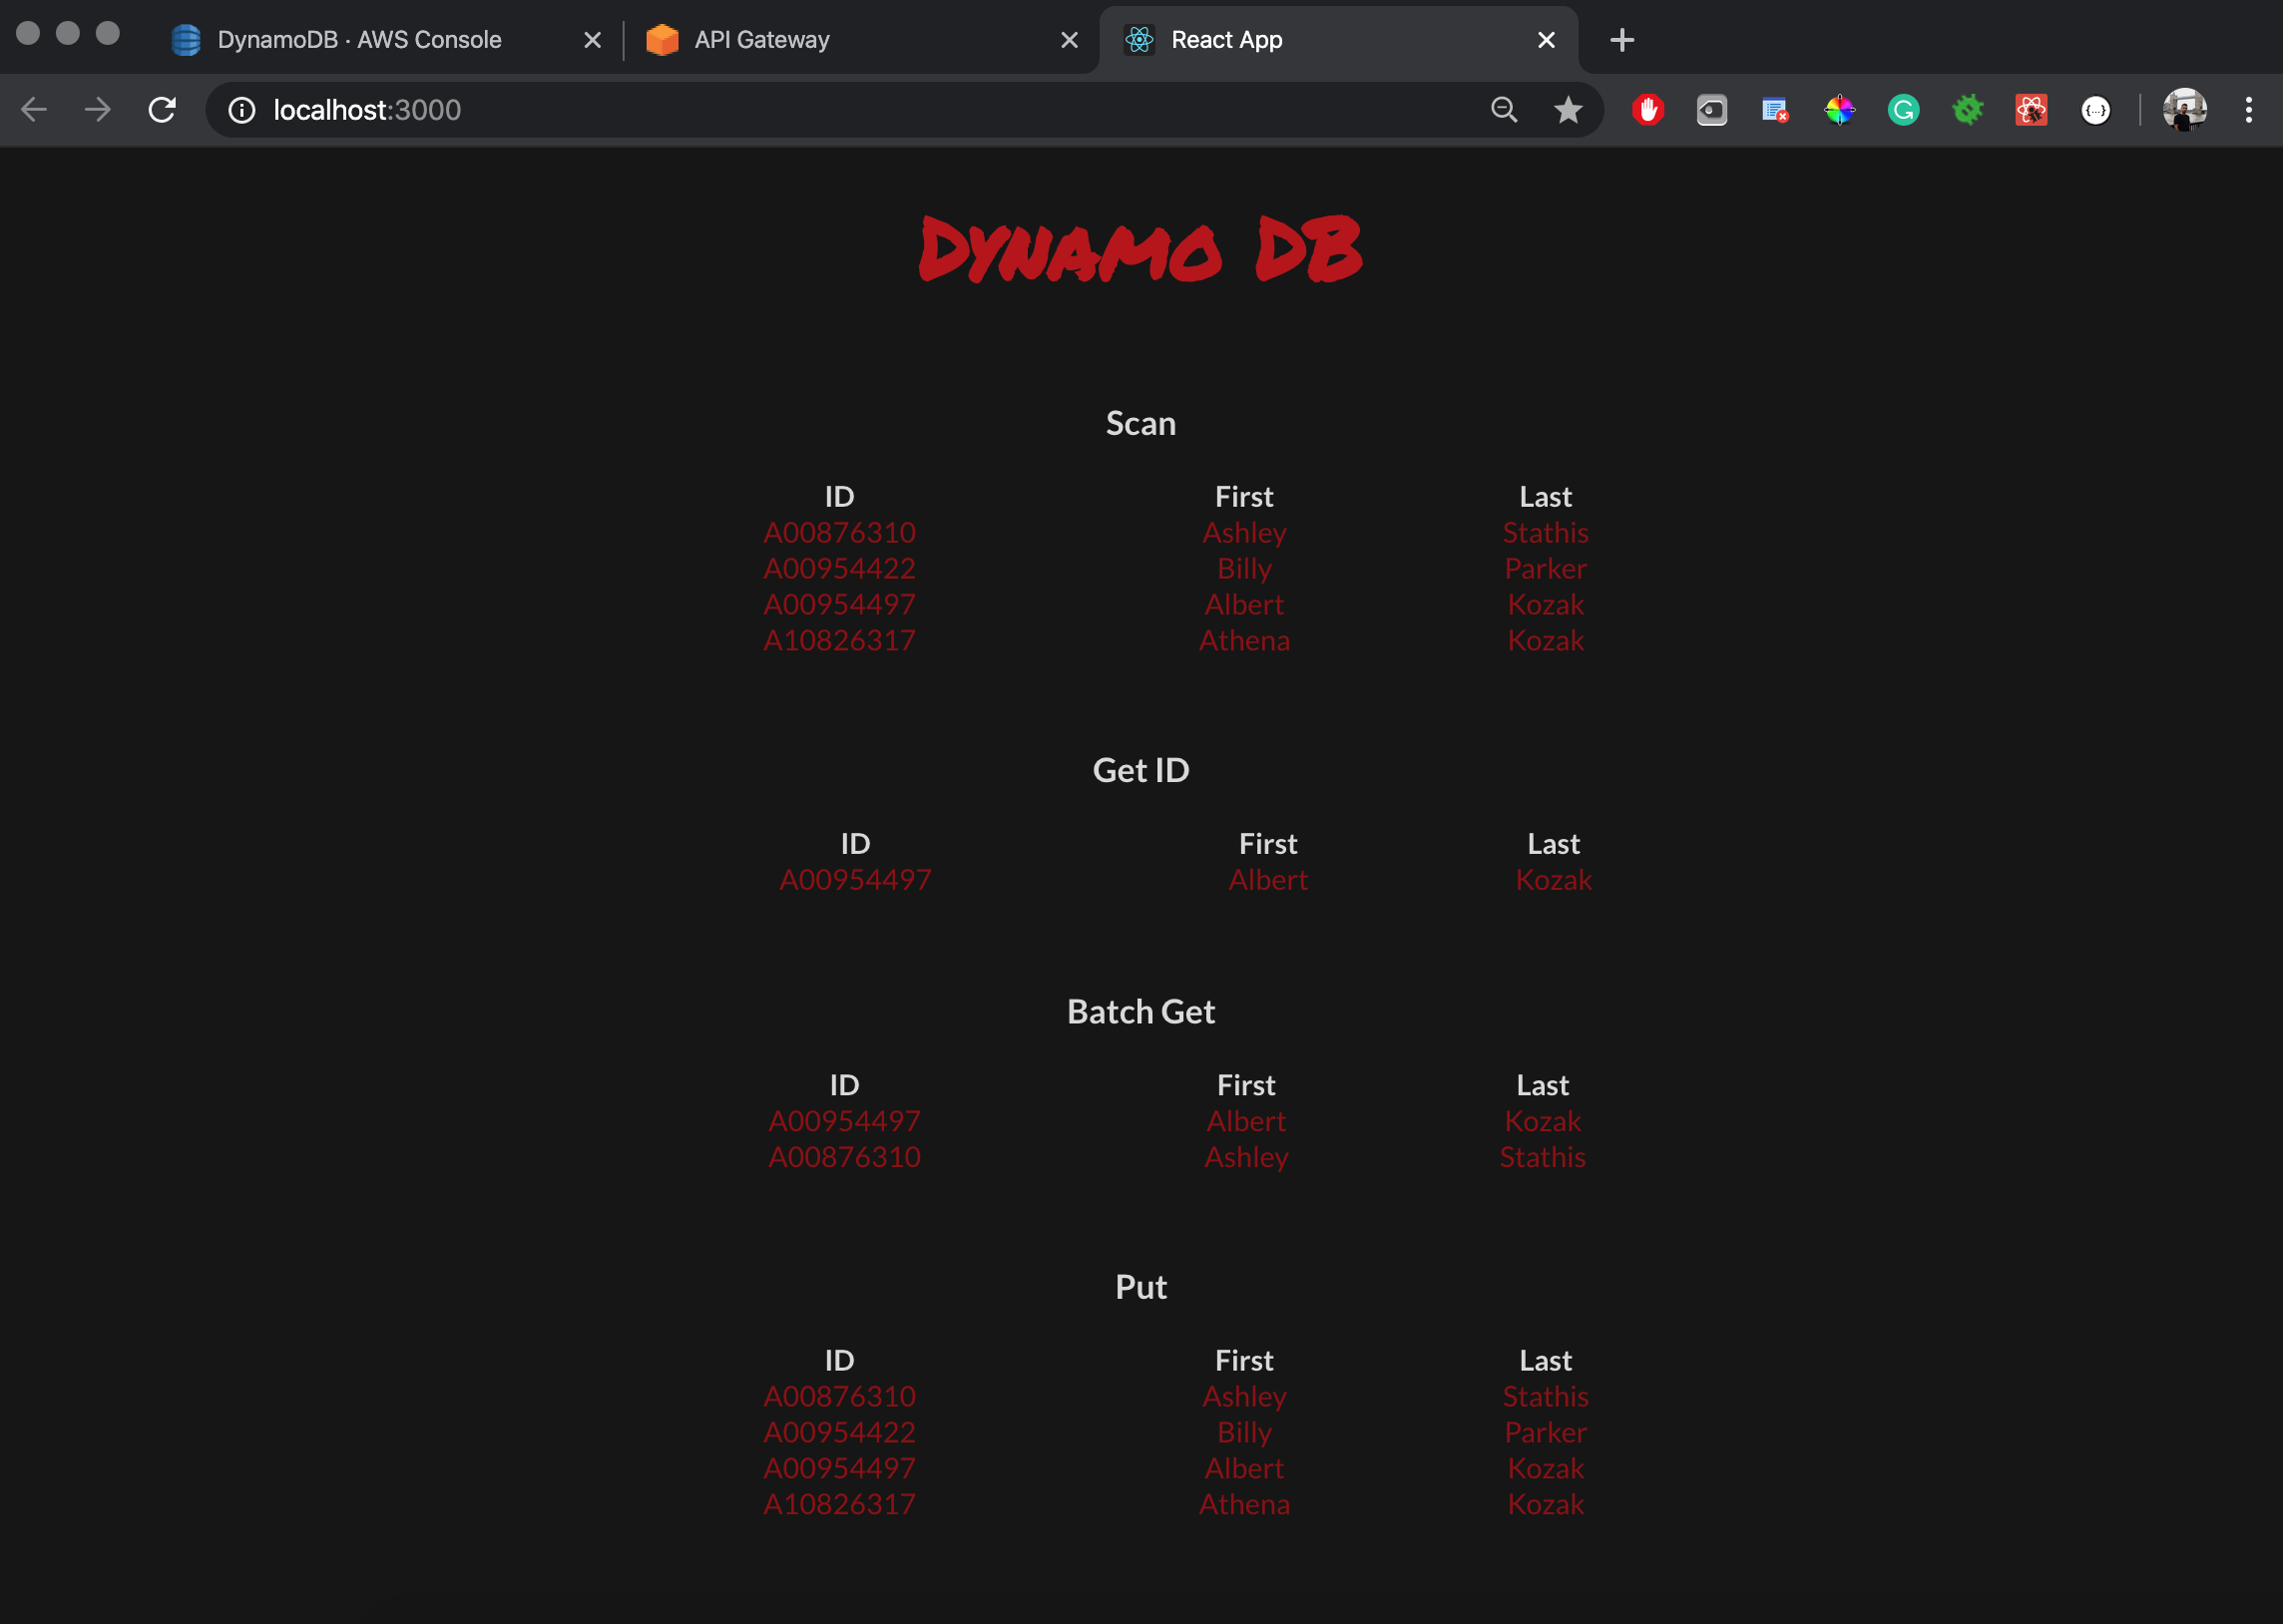 DynamoDB · AWS Console
API Gateway
React App
localhost:3000
Dynamo DB
Scan
ID First Last
A00876310 Ashley Stathis
A00954422 Billy Parker
A00954497 Albert Kozak
A10826317 Athena Kozak
Get ID
ID First Last
A00954497 Albert Kozak
Batch Get
ID First Last
A00954497 Albert Kozak
A00876310 Ashley Stathis
Put
ID First Last
A00876310 Ashley Stathis
A00954422 Billy Parker
A00954497 Albert Kozak
A10826317 Athena Kozak